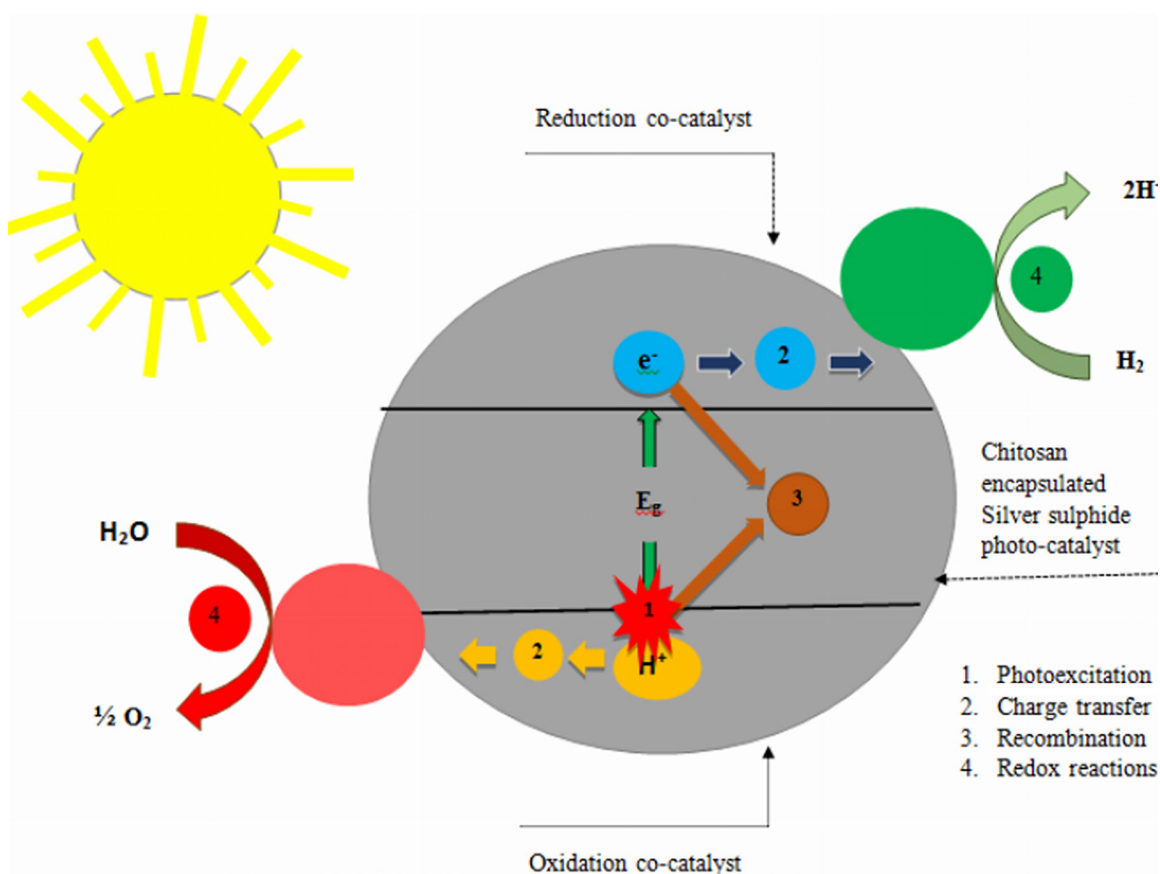 Reduction co-catalyst
2H⁺
4
e⁻
2
H₂
Chitosan
encapsulated
Silver sulphide
photo-catalyst
E_g
3
H₂O
4
1
2
H⁺
½ O₂
1. Photoexcitation
2. Charge transfer
3. Recombination
4. Redox reactions
Oxidation co-catalyst